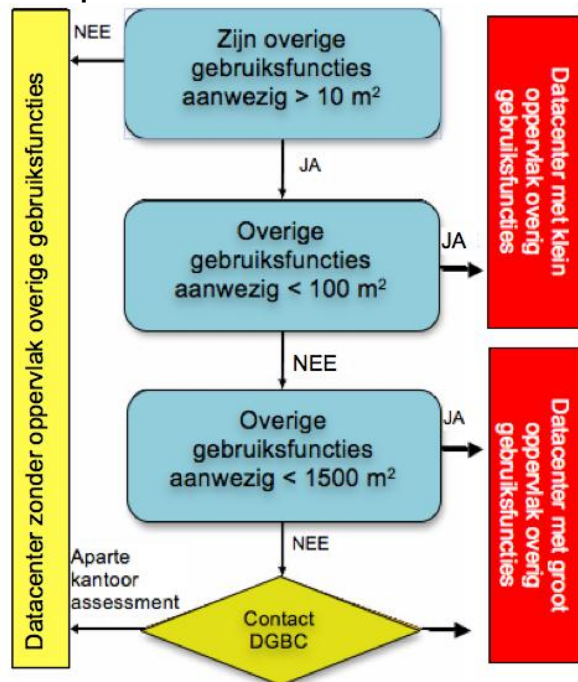 NEE
Zijn overige
gebruiksfuncties
aanwezig > 10 m²
JA
Overige
gebruiksfuncties
aanwezig < 100 m²
JA
NEE
Overige
gebruiksfuncties
aanwezig < 1500 m²
JA
NEE
Aparte
kantoor
assessment
Contact
DGBC
Datacenter zonder oppervlak overige gebruiksfuncties
Datacenter met klein
oppervlak overig
gebruiksfuncties
Datacenter met groot
oppervlak overig
gebruiksfuncties